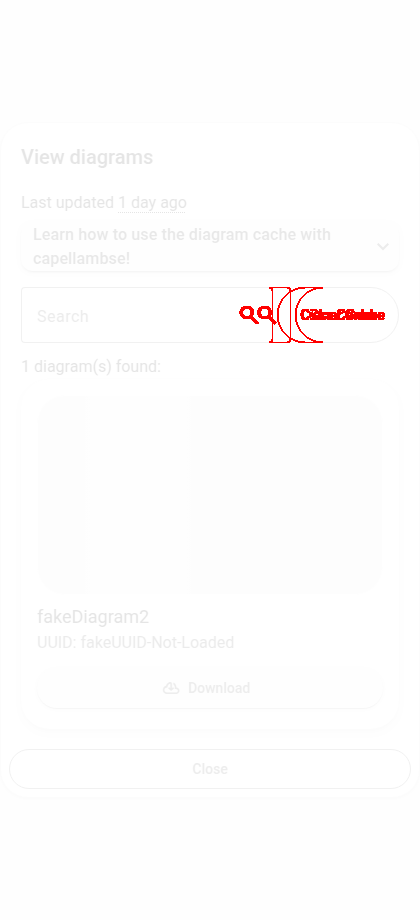 View diagrams
Last updated 1 day ago
Learn how to use the diagram cache with
capellambse!
Search
1 diagram(s) found:
fakeDiagram2
UUID: fakeUUID-Not-Loaded
Download
Close